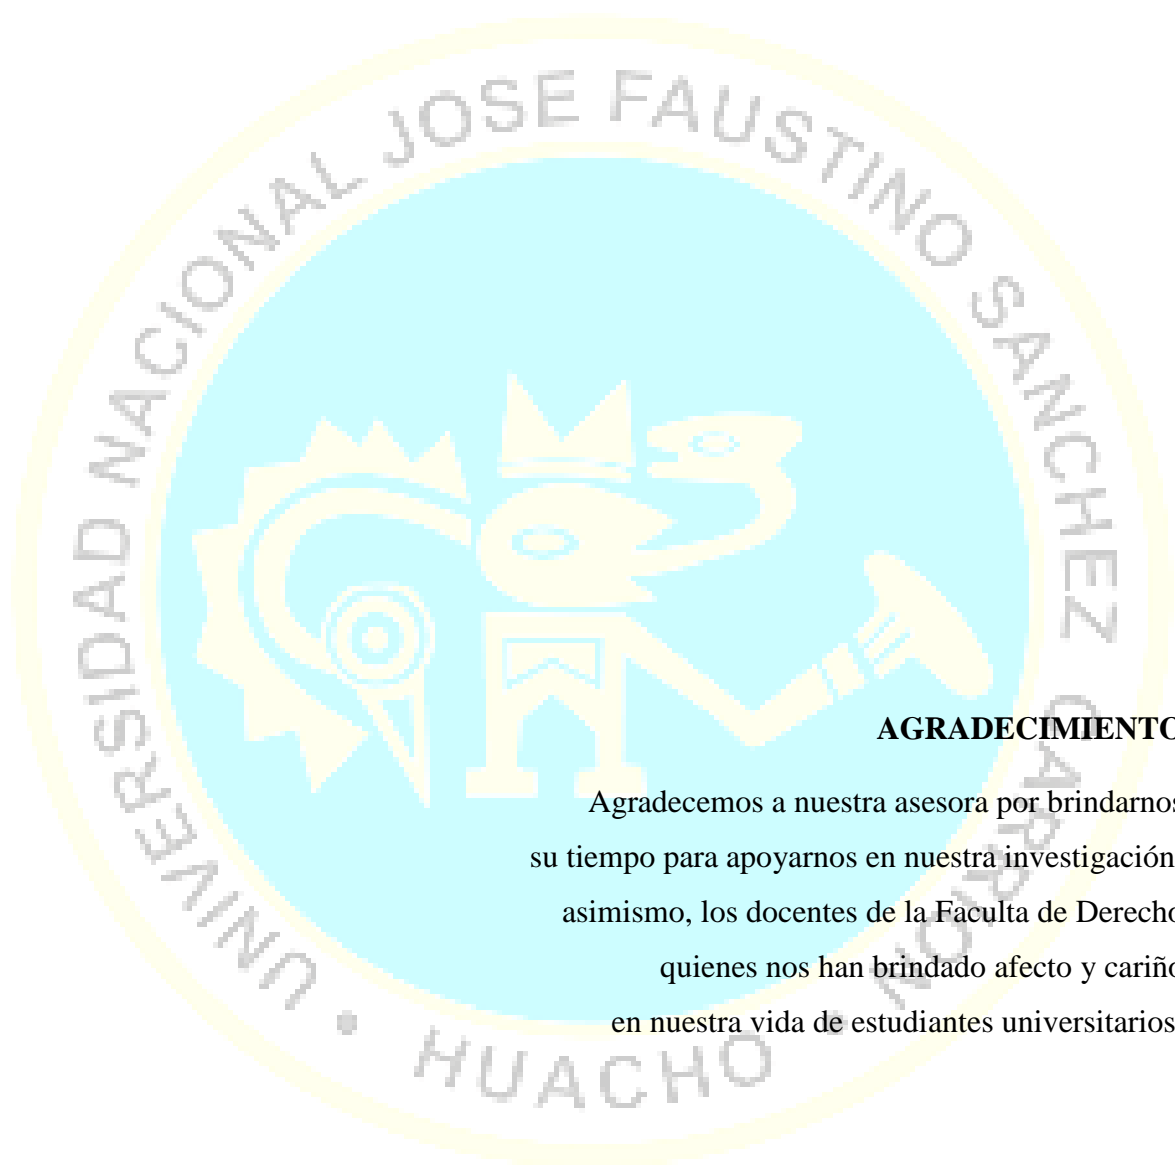 UNIVERSIDAD NACIONAL JOSE FAUSTINO SANCHEZ CARRION
• HUACHO •
AGRADECIMIENTO
Agradecemos a nuestra asesora por brindarnos
su tiempo para apoyarnos en nuestra investigación
asimismo, los docentes de la Faculta de Derecho
quienes nos han brindado afecto y cariño
en nuestra vida de estudiantes universitarios